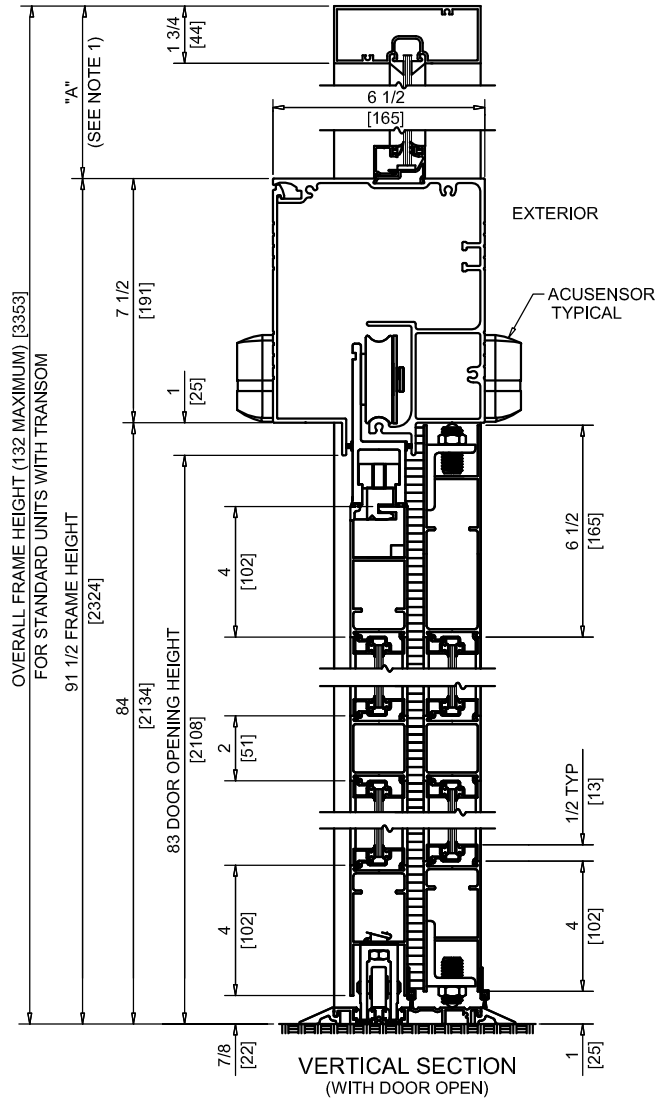 1 3/4
[44]
"A"
(SEE NOTE 1)
6 1/2
[165]
EXTERIOR
ACUSENSOR
TYPICAL
7 1/2
[191]
1
[25]
OVERALL FRAME HEIGHT (132 MAXIMUM) [3353]
FOR STANDARD UNITS WITH TRANSOM
91 1/2 FRAME HEIGHT
[2324]
84
[2134]
83 DOOR OPENING HEIGHT
[2108]
4
[102]
6 1/2
[165]
2
[51]
1/2 TYP
[13]
4
[102]
4
[102]
7/8
[22]
1
[25]
VERTICAL SECTION
(WITH DOOR OPEN)